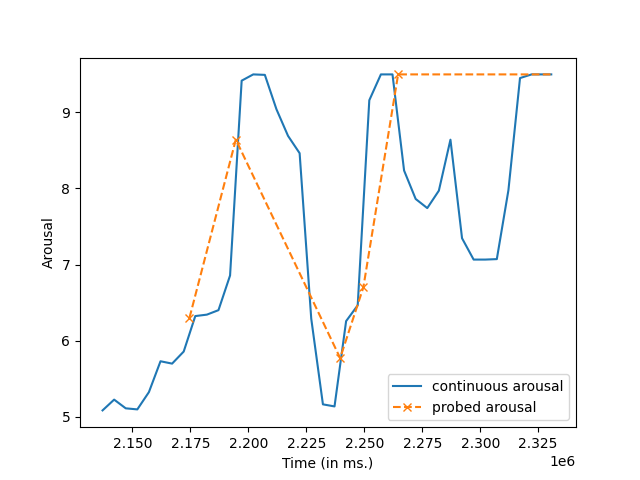 9
8
7
6
5
Arousal
2.150 2.175 2.200 2.225 2.250 2.275 2.300 2.325
1e6
Time (in ms.)
continuous arousal
probed arousal